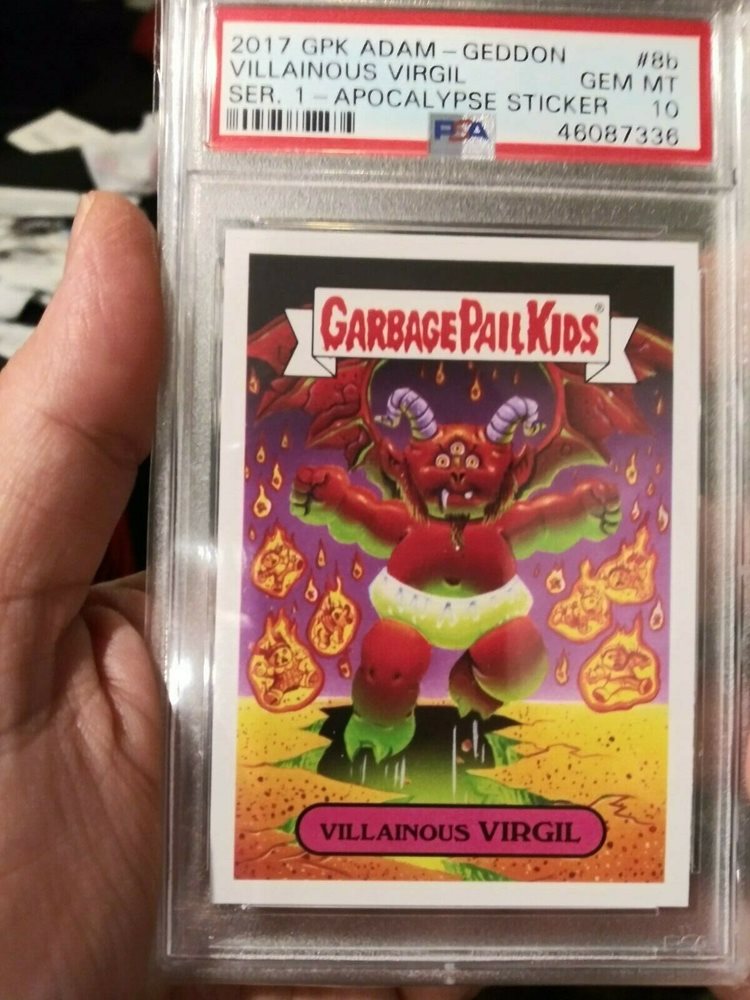 2017 GPK ADAM-GEDDON #8b
VILLAINOUS VIRGIL GEM MT
SER. 1 - APOCALYPSE STICKER 10
PSA 46087336
GARBAGE PAIL KIDS®
VILLAINOUS VIRGIL
PSA